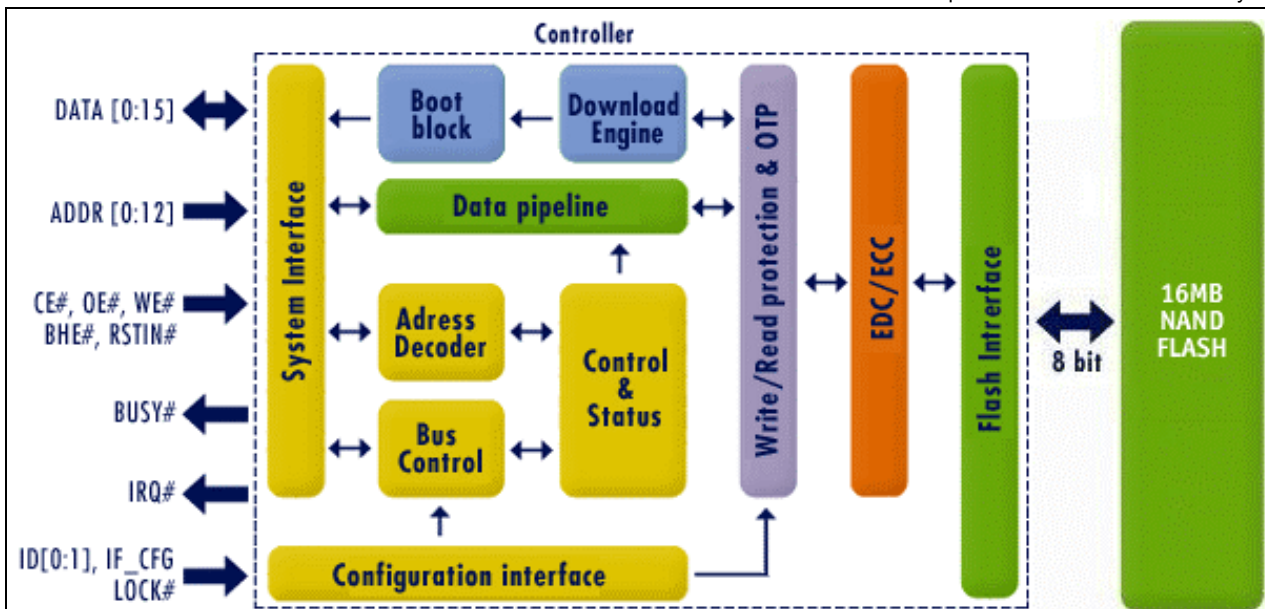 Controller
DATA [0:15]
ADDR [0:12]
CE#, OE#, WE#
BHE#, RSTIN#
BUSY#
IRQ#
ID[0:1], IF_CFG
LOCK#
System Interface
Boot
block
Download
Engine
Data pipeline
Adress
Decoder
Bus
Control
Control
&
Status
Configuration interface
Write/Read protection & OTP
EDC/ECC
Flash Intrerface
8 bit
16MB
NAND
FLASH